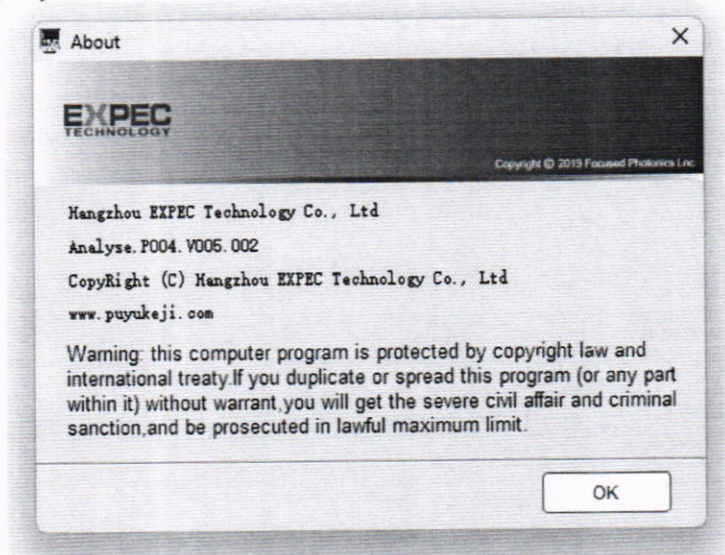 About
EXPEC
TECHNOLOGY
Copyright © 2019 Focused Photonics Lnc
Hangzhou EXPEC Technology Co., Ltd
Analyse.P004.V005.002
CopyRight (C) Hangzhou EXPEC Technology Co., Ltd
www.puyukeji.com
Warning: this computer program is protected by copyright law and
international treaty.If you duplicate or spread this program (or any part
within it) without warrant,you will get the severe civil affair and criminal
sanction,and be prosecuted in lawful maximum limit.
OK